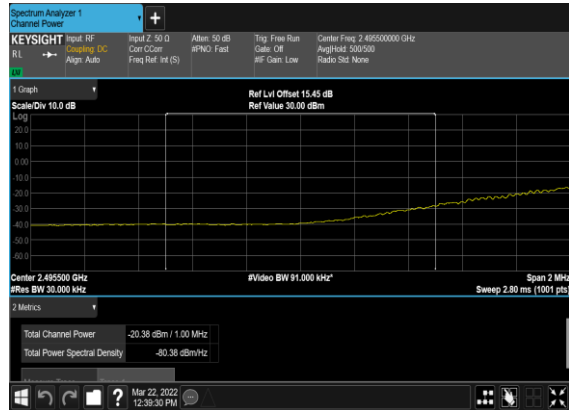 Spectrum Analyzer 1
Channel Power
+
KEYSIGHT
RL
Input: RF
Coupling: DC
Align: Auto
Input Z: 50 Ω
Corr CCorr
Freq Ref: Int (S)
Atten: 50 dB
#PNO: Fast
Trig: Free Run
Gate: Off
#IF Gain: Low
Center Freq: 2.495500000 GHz
Avg|Hold: 500/500
Radio Std: None
1 Graph
Scale/Div 10.0 dB
Ref Lvl Offset 15.45 dB
Ref Value 30.00 dBm
Log
20.0
10.0
0.00
-10.0
-20.0
-30.0
-40.0
-50.0
-60.0
Center 2.495500 GHz
#Res BW 30.000 kHz
#Video BW 91.000 kHz*
Span 2 MHz
Sweep 2.80 ms (1001 pts)
2 Metrics
Total Channel Power -20.38 dBm / 1.00 MHz
Total Power Spectral Density -80.38 dBm/Hz
?
Mar 22, 2022
12:39:30 PM